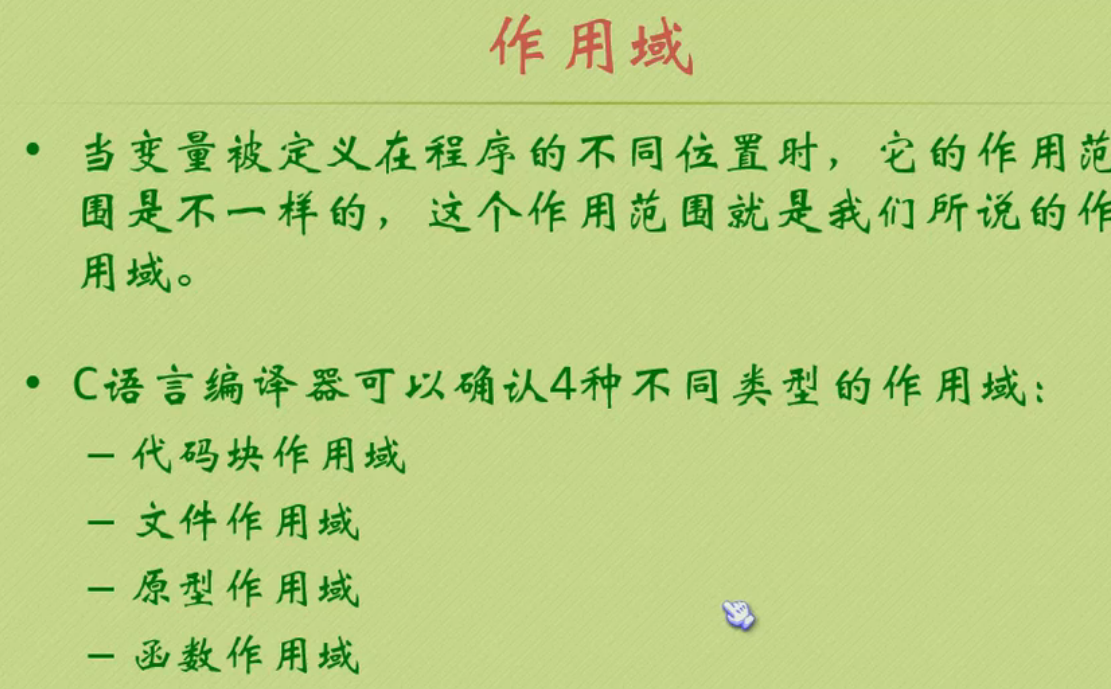 作用域
• 当变量被定义在程序的不同位置时，它的作用范
围是不一样的，这个作用范围就是我们所说的作
用域。
• C语言编译器可以确认4种不同类型的作用域：
– 代码块作用域
– 文件作用域
– 原型作用域
– 函数作用域